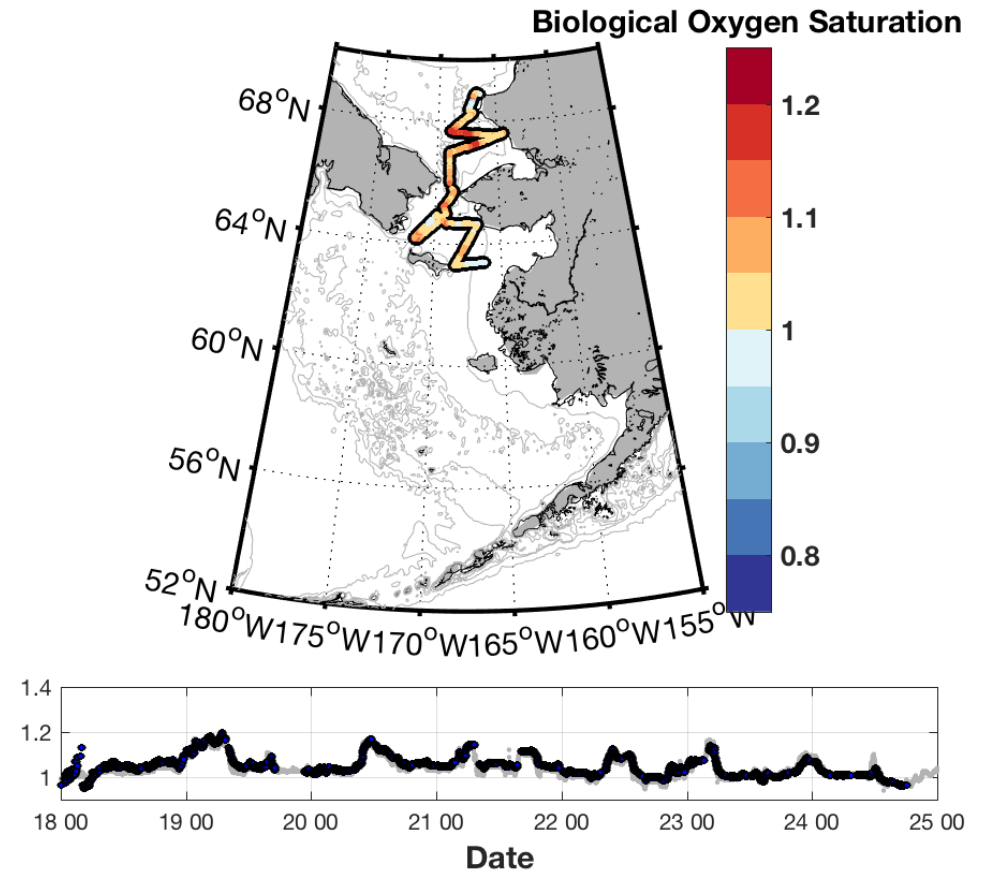 Biological Oxygen Saturation
68°N
64°N
60°N
56°N
52°N
180°W 175°W 170°W 165°W 160°W 155°W
1.2
1.1
1
0.9
0.8
1.4
1.2
1
18 00 19 00 20 00 21 00 22 00 23 00 24 00 25 00
Date